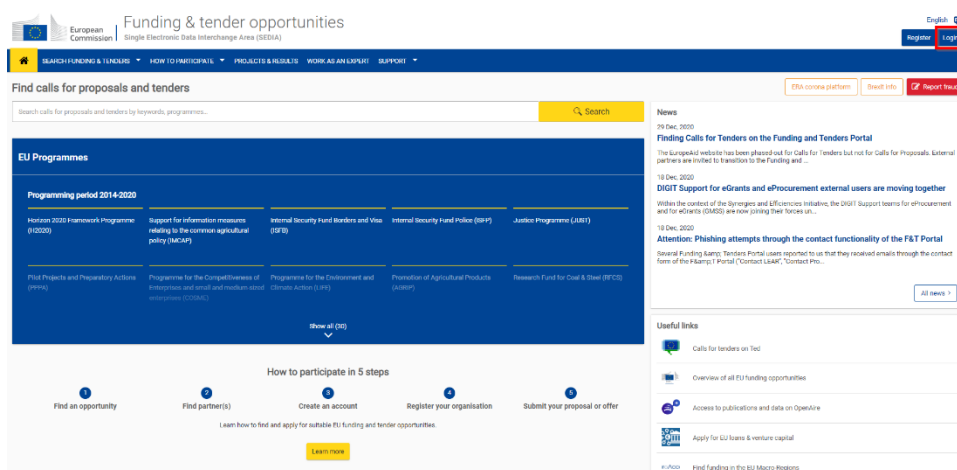 European
Commission
Funding & tender opportunities
Single Electronic Data Interchange Area (SEDIA)
English
Register
Login
SEARCH FUNDING & TENDERS
HOW TO PARTICIPATE
PROJECTS & RESULTS
WORK AS AN EXPERT
SUPPORT
Find calls for proposals and tenders
ERA corona platform
Brexit info
Report fraud
Search calls for proposals and tenders by keywords, programmes...
Search
EU Programmes
Programming period 2014-2020
Horizon 2020 Framework Programme
(H2020)
Support for information measures
relating to the common agricultural
policy (IMCAP)
Internal Security Fund Borders and Visa
(ISFB)
Internal Security Fund Police (ISFP)
Justice Programme (JUST)
Pilot Projects and Preparatory Actions
(PPPA)
Programme for the Competitiveness of
Enterprises and small and medium-sized
enterprises (COSME)
Programme for the Environment and
Climate Action (LIFE)
Promotion of Agricultural Products
(AGRIP)
Research Fund for Coal & Steel (RFCS)
Show all (30)
How to participate in 5 steps
1
Find an opportunity
2
Find partner(s)
3
Create an account
4
Register your organisation
5
Submit your proposal or offer
Learn how to find and apply for suitable EU funding and tender opportunities.
Learn more
News
29 Dec, 2020
Finding Calls for Tenders on the Funding and Tenders Portal
The EuropeAid website has been phased-out for Calls for Tenders but not for Calls for Proposals. External
partners are invited to transition to the Funding and ...
18 Dec, 2020
DIGIT Support for eGrants and eProcurement external users are moving together
Within the context of the Synergies and Efficiencies Initiative, the DIGIT Support teams for eProcurement
and for eGrants (GMSS) are now joining their forces un...
18 Dec, 2020
Attention: Phishing attempts through the contact functionality of the F&T Portal
Several Funding &amp; Tenders Portal users reported to us that they received emails through the contact
form of the F&amp;T Portal ("Contact LEAR", "Contact Pro...
All news >
Useful links
Calls for tenders on Ted
Overview of all EU funding opportunities
Access to publications and data on OpenAire
Apply for EU loans & venture capital
Find funding in the EU Macro Regions